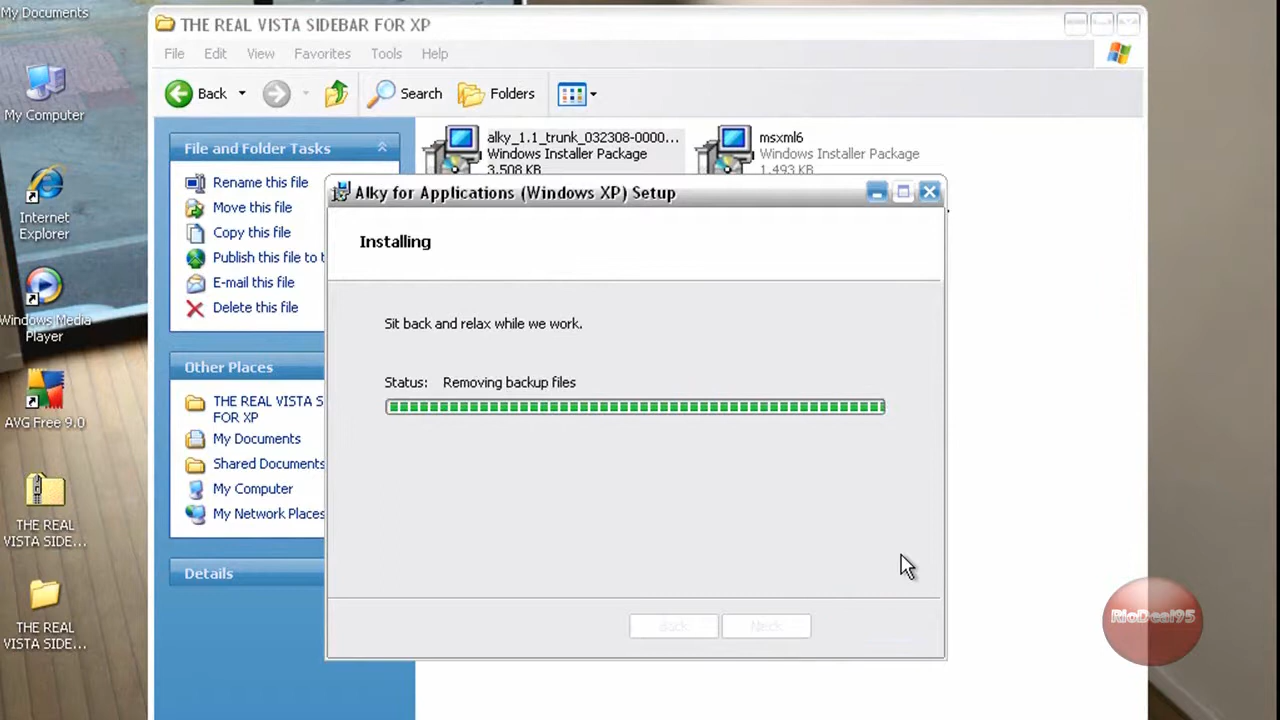 My Documents
THE REAL VISTA SIDEBAR FOR XP
File Edit View Favorites Tools Help
Back Search Folders
My Computer
File and Folder Tasks
Rename this file
Move this file
Copy this file
Publish this file to t
E-mail this file
Delete this file
alky_1.1_trunk_032308-0000...
Windows Installer Package
3,508 KB
msxml6
Windows Installer Package
1,493 KB
Internet
Explorer
Windows Media
Player
AVG Free 9.0
THE REAL
VISTA SIDE...
THE REAL
VISTA SIDE...
Other Places
THE REAL VISTA S
FOR XP
My Documents
Shared Documents
My Computer
My Network Places
Details
Alky for Applications (Windows XP) Setup
Installing
Sit back and relax while we work.
Status: Removing backup files
Back Next
RioDeal95